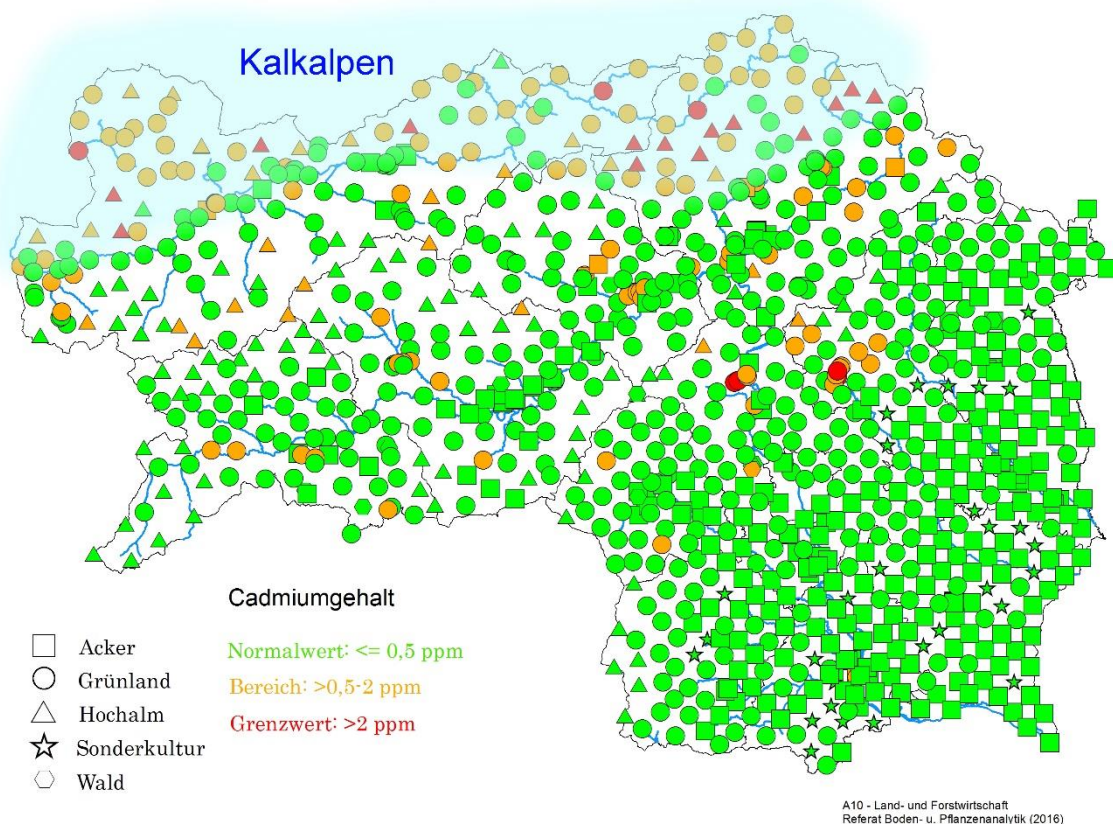 Kalkalpen
Cadmiumgehalt
Acker
Grünland
Hochalm
Sonderkultur
Wald
Normalwert: <= 0,5 ppm
Bereich: >0,5-2 ppm
Grenzwert: >2 ppm
A10 - Land- und Forstwirtschaft
Referat Boden- u. Pflanzenanalytik (2016)